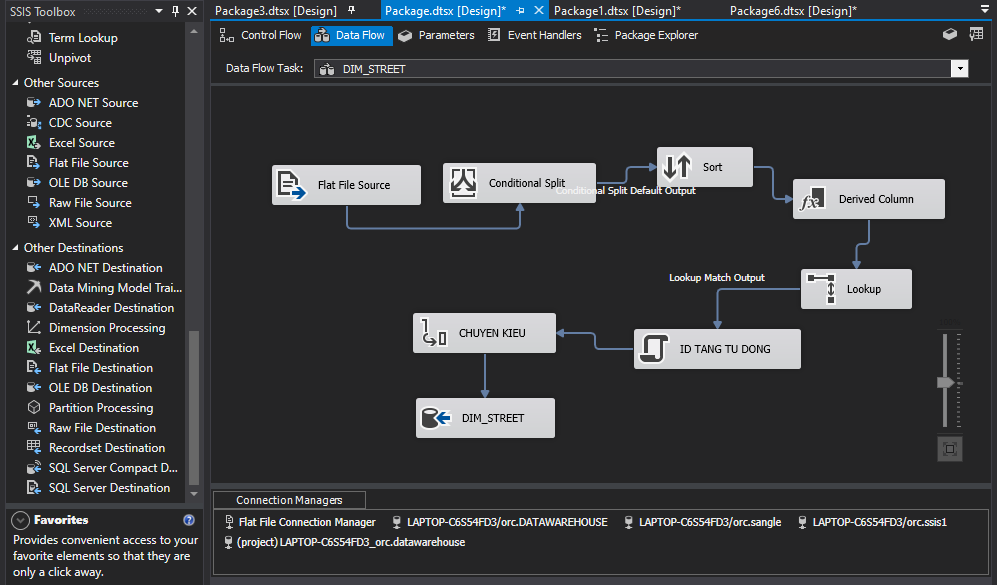 SSIS Toolbox
Package3.dtsx [Design]
Package.dtsx [Design]*
Package1.dtsx [Design]*
Package6.dtsx [Design]*
Control Flow
Data Flow
Parameters
Event Handlers
Package Explorer
Data Flow Task:
DIM_STREET
Term Lookup
Unpivot
Other Sources
ADO NET Source
CDC Source
Excel Source
Flat File Source
OLE DB Source
Raw File Source
XML Source
Other Destinations
ADO NET Destination
Data Mining Model Trai...
DataReader Destination
Dimension Processing
Excel Destination
Flat File Destination
OLE DB Destination
Partition Processing
Raw File Destination
Recordset Destination
SQL Server Compact D...
SQL Server Destination
Favorites
Provides convenient access to your
favorite elements so that they are
only a click away.
Flat File Source
Conditional Split
Conditional Split Default Output
Sort
fx
Derived Column
Lookup
Lookup Match Output
ID TANG TU DONG
CHUYEN KIEU
DIM_STREET
Connection Managers
Flat File Connection Manager
LAPTOP-C6S54FD3/orc.DATAWAREHOUSE
LAPTOP-C6S54FD3/orc.sangle
LAPTOP-C6S54FD3/orc.ssis1
(project) LAPTOP-C6S54FD3_orc.datawarehouse